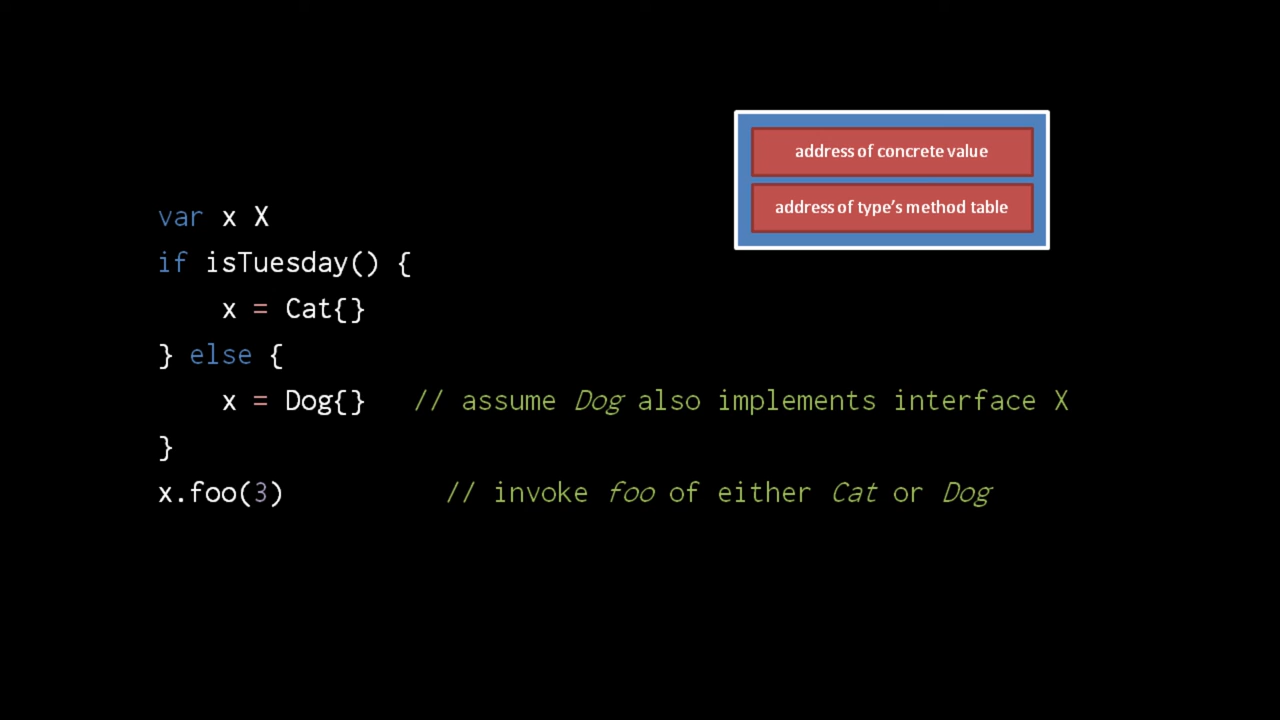 address of concrete value
address of type's method table
var x X
if isTuesday() {
    x = Cat{}
} else {
    x = Dog{}   // assume Dog also implements interface X
}
x.foo(3)          // invoke foo of either Cat or Dog